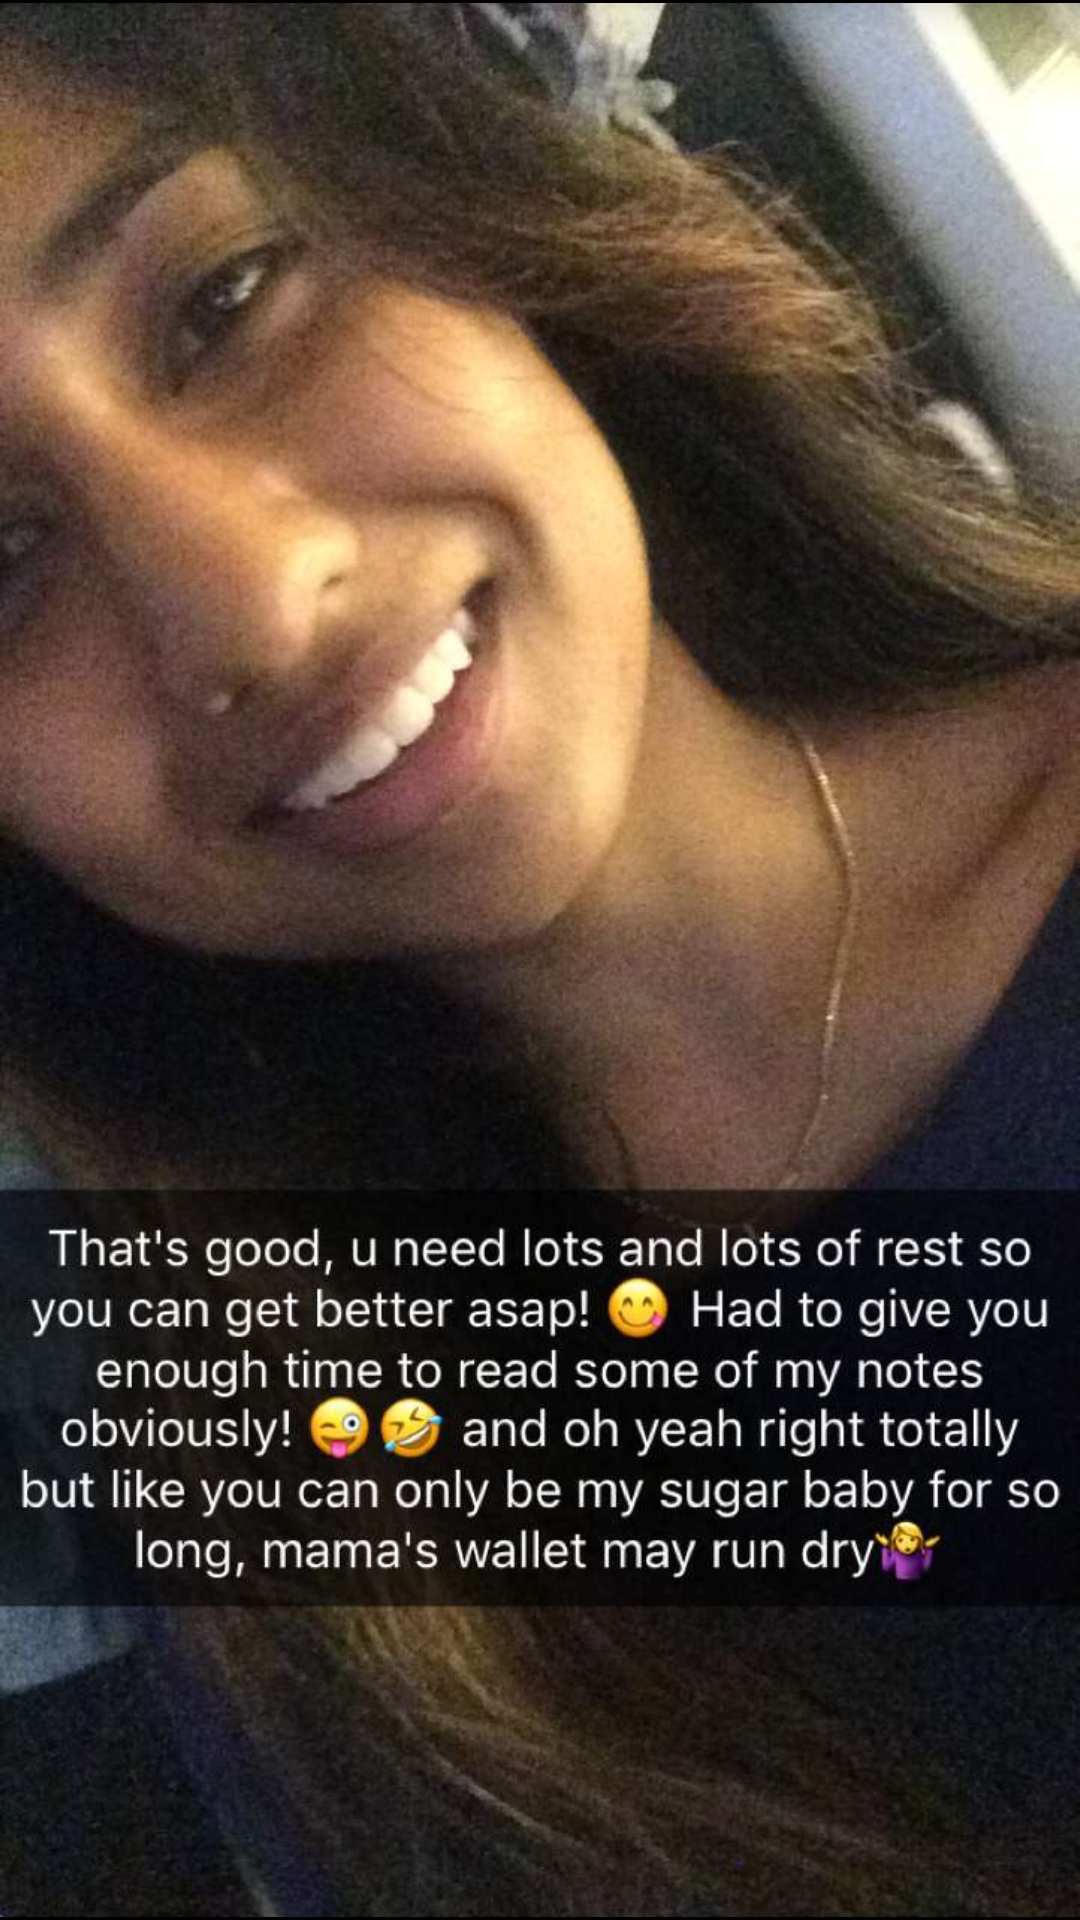 That's good, u need lots and lots of rest so
you can get better asap! 😋 Had to give you
enough time to read some of my notes
obviously! 😜🤣 and oh yeah right totally
but like you can only be my sugar baby for so
long, mama's wallet may run dry🤷‍♀️